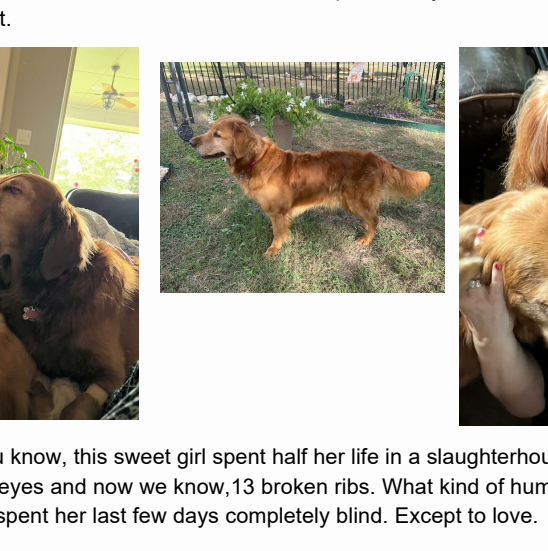 t.
u know, this sweet girl spent half her life in a slaughterhou
eyes and now we know,13 broken ribs. What kind of hum
spent her last few days completely blind. Except to love.